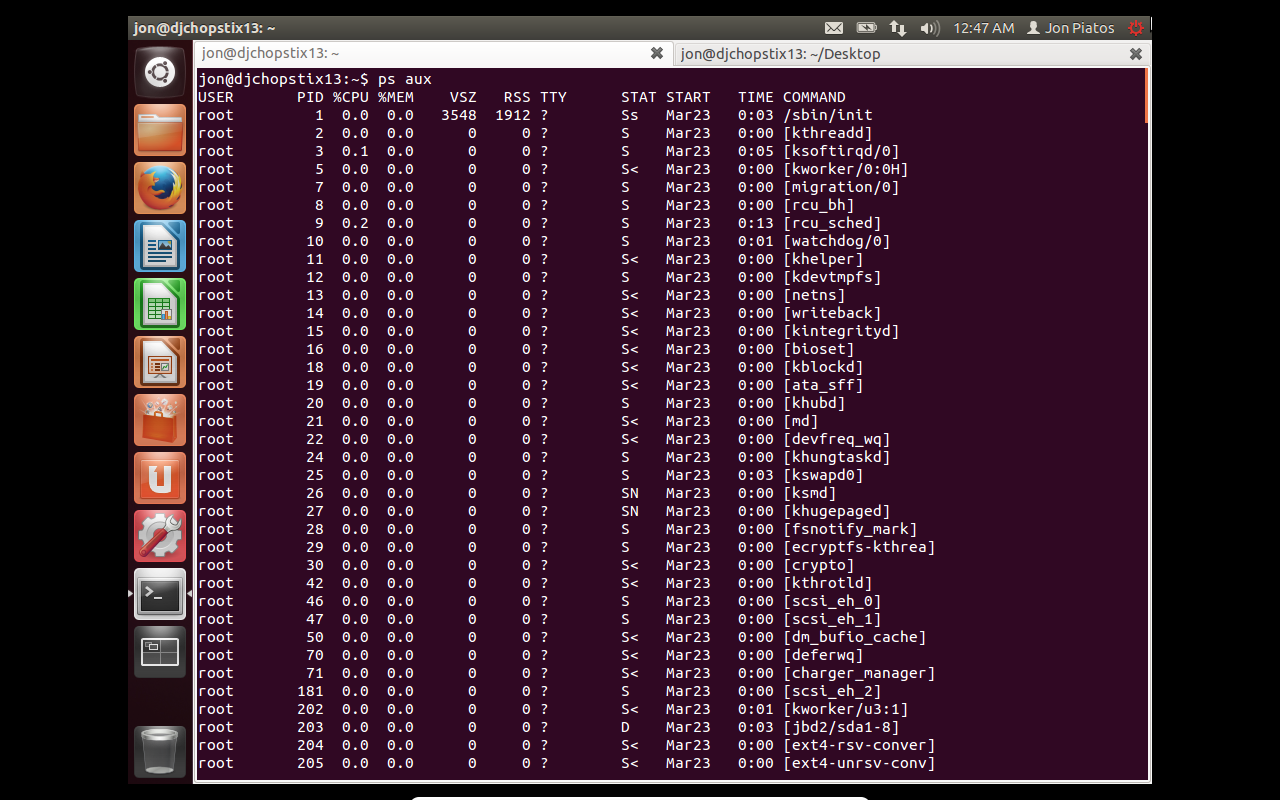 jon@djchopstix13: ~ 12:47 AM Jon Piatos
jon@djchopstix13: ~ jon@djchopstix13: ~/Desktop
jon@djchopstix13:~$ ps aux
USER PID %CPU %MEM VSZ RSS TTY STAT START TIME COMMAND
root 1 0.0 0.0 3548 1912 ? Ss Mar23 0:03 /sbin/init
root 2 0.0 0.0 0 0 ? S Mar23 0:00 [kthreadd]
root 3 0.1 0.0 0 0 ? S Mar23 0:05 [ksoftirqd/0]
root 5 0.0 0.0 0 0 ? S< Mar23 0:00 [kworker/0:0H]
root 7 0.0 0.0 0 0 ? S Mar23 0:00 [migration/0]
root 8 0.0 0.0 0 0 ? S Mar23 0:00 [rcu_bh]
root 9 0.2 0.0 0 0 ? S Mar23 0:13 [rcu_sched]
root 10 0.0 0.0 0 0 ? S Mar23 0:01 [watchdog/0]
root 11 0.0 0.0 0 0 ? S< Mar23 0:00 [khelper]
root 12 0.0 0.0 0 0 ? S Mar23 0:00 [kdevtmpfs]
root 13 0.0 0.0 0 0 ? S< Mar23 0:00 [netns]
root 14 0.0 0.0 0 0 ? S< Mar23 0:00 [writeback]
root 15 0.0 0.0 0 0 ? S< Mar23 0:00 [kintegrityd]
root 16 0.0 0.0 0 0 ? S< Mar23 0:00 [bioset]
root 18 0.0 0.0 0 0 ? S< Mar23 0:00 [kblockd]
root 19 0.0 0.0 0 0 ? S< Mar23 0:00 [ata_sff]
root 20 0.0 0.0 0 0 ? S Mar23 0:00 [khubd]
root 21 0.0 0.0 0 0 ? S< Mar23 0:00 [md]
root 22 0.0 0.0 0 0 ? S< Mar23 0:00 [devfreq_wq]
root 24 0.0 0.0 0 0 ? S Mar23 0:00 [khungtaskd]
root 25 0.0 0.0 0 0 ? S Mar23 0:03 [kswapd0]
root 26 0.0 0.0 0 0 ? SN Mar23 0:00 [ksmd]
root 27 0.0 0.0 0 0 ? SN Mar23 0:00 [khugepaged]
root 28 0.0 0.0 0 0 ? S Mar23 0:00 [fsnotify_mark]
root 29 0.0 0.0 0 0 ? S Mar23 0:00 [ecryptfs-kthrea]
root 30 0.0 0.0 0 0 ? S< Mar23 0:00 [crypto]
root 42 0.0 0.0 0 0 ? S< Mar23 0:00 [kthrotld]
root 46 0.0 0.0 0 0 ? S Mar23 0:00 [scsi_eh_0]
root 47 0.0 0.0 0 0 ? S Mar23 0:00 [scsi_eh_1]
root 50 0.0 0.0 0 0 ? S< Mar23 0:00 [dm_bufio_cache]
root 70 0.0 0.0 0 0 ? S< Mar23 0:00 [deferwq]
root 71 0.0 0.0 0 0 ? S< Mar23 0:00 [charger_manager]
root 181 0.0 0.0 0 0 ? S Mar23 0:00 [scsi_eh_2]
root 202 0.0 0.0 0 0 ? S< Mar23 0:01 [kworker/u3:1]
root 203 0.0 0.0 0 0 ? D Mar23 0:03 [jbd2/sda1-8]
root 204 0.0 0.0 0 0 ? S< Mar23 0:00 [ext4-rsv-conver]
root 205 0.0 0.0 0 0 ? S< Mar23 0:00 [ext4-unrsv-conv]